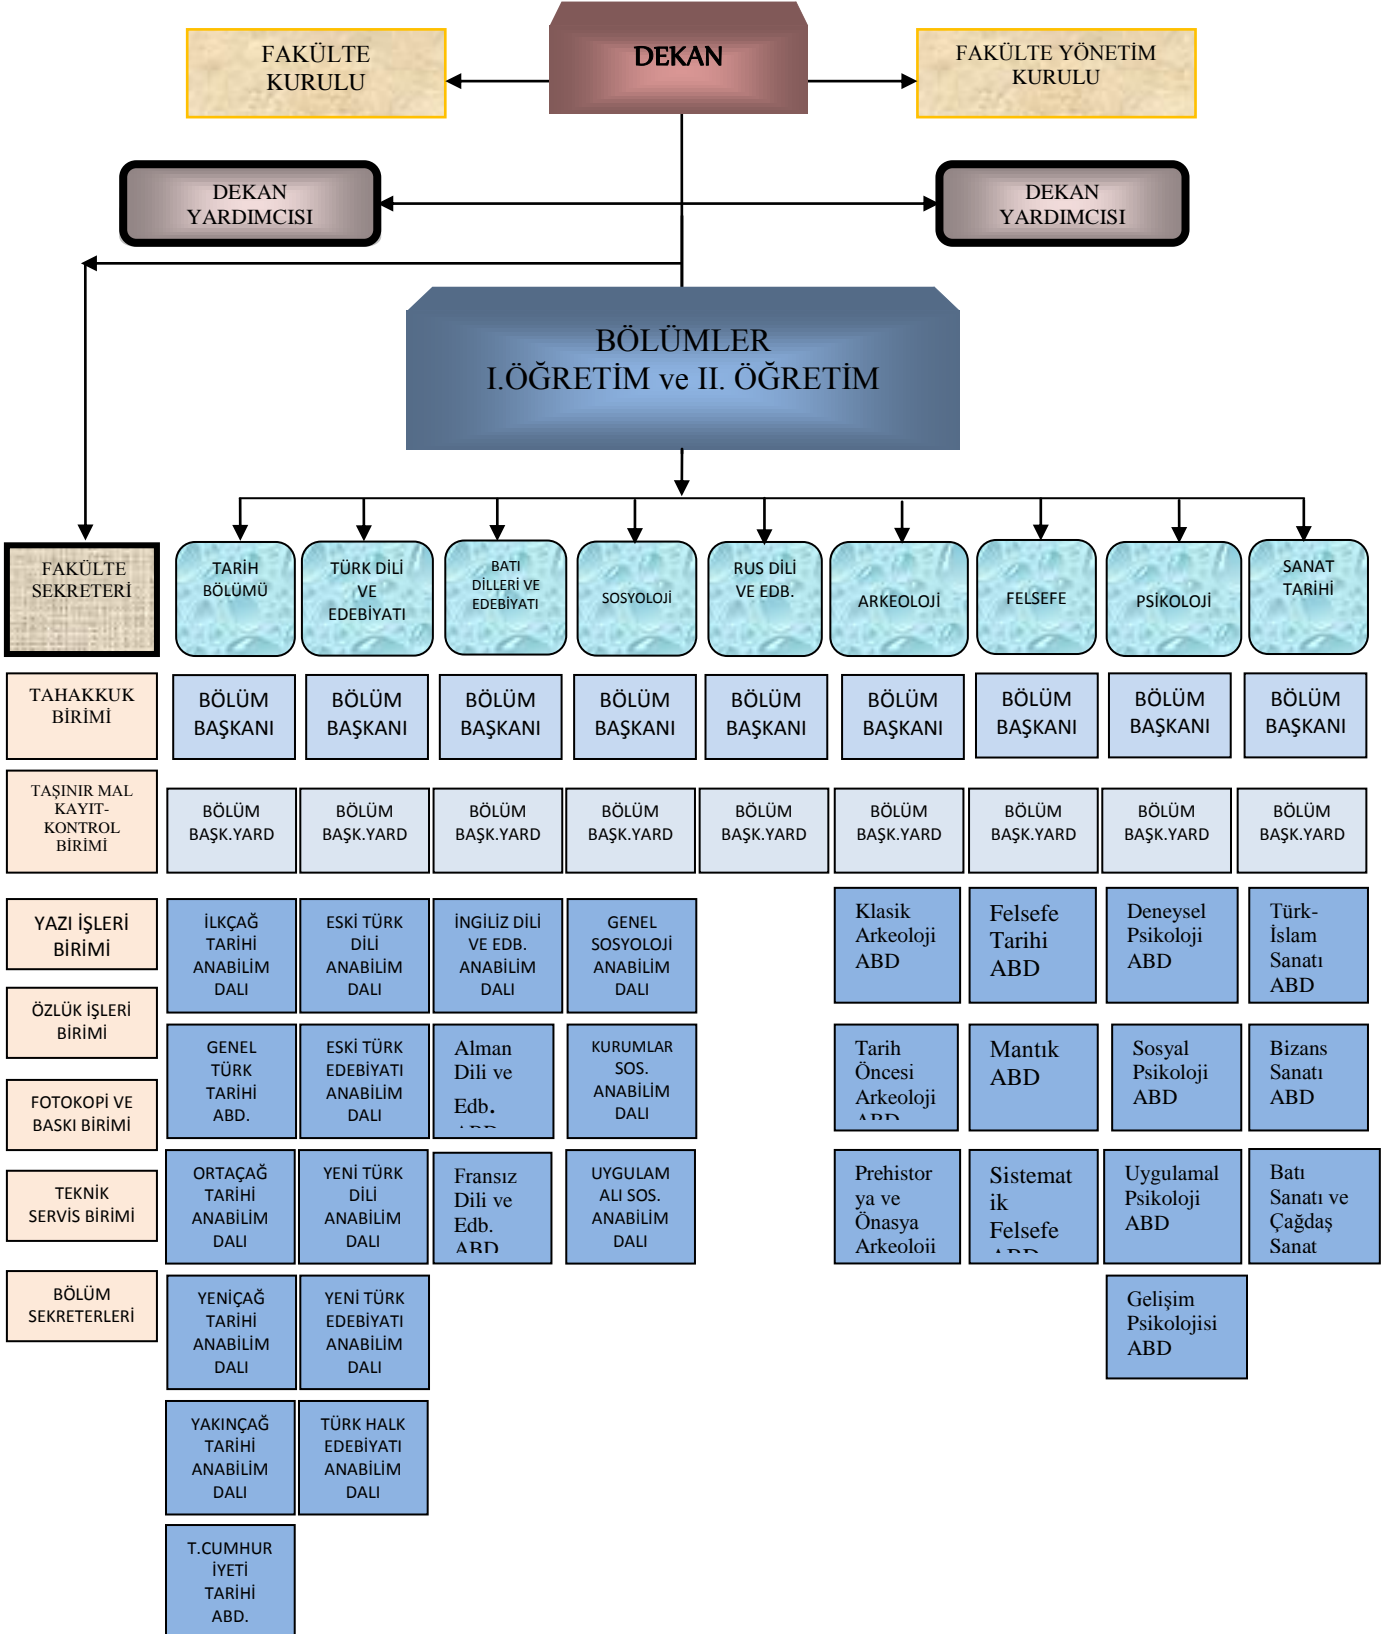 DEKAN
FAKÜLTE
KURULU
FAKÜLTE YÖNETİM
KURULU
DEKAN
YARDIMCISI
DEKAN
YARDIMCISI
BÖLÜMLER
I.ÖĞRETİM ve II. ÖĞRETİM
FAKÜLTE
SEKRETERİ
TARİH
BÖLÜMÜ
TÜRK DİLİ
VE
EDEBİYATI
BATI
DİLLERİ VE
EDEBİYATI
SOSYOLOJİ
RUS DİLİ
VE EDB.
ARKEOLOJİ
FELSEFE
PSİKOLOJİ
SANAT
TARİHİ
TAHAKKUK
BİRİMİ
BÖLÜM
BAŞKANI
BÖLÜM
BAŞKANI
BÖLÜM
BAŞKANI
BÖLÜM
BAŞKANI
BÖLÜM
BAŞKANI
BÖLÜM
BAŞKANI
BÖLÜM
BAŞKANI
BÖLÜM
BAŞKANI
BÖLÜM
BAŞKANI
TAŞINIR MAL
KAYIT-
KONTROL
BİRİMİ
BÖLÜM
BAŞK.YARD
BÖLÜM
BAŞK.YARD
BÖLÜM
BAŞK.YARD
BÖLÜM
BAŞK.YARD
BÖLÜM
BAŞK.YARD
BÖLÜM
BAŞK.YARD
BÖLÜM
BAŞK.YARD
BÖLÜM
BAŞK.YARD
BÖLÜM
BAŞK.YARD
YAZI İŞLERİ
BİRİMİ
İLKÇAĞ
TARİHİ
ANABİLİM
DALI
ESKİ TÜRK
DİLİ
ANABİLİM
DALI
İNGİLİZ DİLİ
VE EDB.
ANABİLİM
DALI
GENEL
SOSYOLOJİ
ANABİLİM
DALI
Klasik
Arkeoloji
ABD
Felsefe
Tarihi
ABD
Deneysel
Psikoloji
ABD
Türk-
İslam
Sanatı
ABD
ÖZLÜK İŞLERİ
BİRİMİ
GENEL
TÜRK
TARİHİ
ABD.
ESKİ TÜRK
EDEBİYATI
ANABİLİM
DALI
Alman
Dili ve
Edb.
ABD
KURUMLAR
SOS.
ANABİLİM
DALI
Tarih
Öncesi
Arkeoloji
ABD
Mantık
ABD
Sosyal
Psikoloji
ABD
Bizans
Sanatı
ABD
FOTOKOPİ VE
BASKI BİRİMİ
ORTAÇAĞ
TARİHİ
ANABİLİM
DALI
YENİ TÜRK
DİLİ
ANABİLİM
DALI
Fransız
Dili ve
Edb.
ABD
UYGULAM
ALI SOS.
ANABİLİM
DALI
Prehistor
ya ve
Önasya
Arkeoloji
Sistemat
ik
Felsefe
ABD
Uygulamal
Psikoloji
ABD
Batı
Sanatı ve
Çağdaş
Sanat
TEKNİK
SERVİS BİRİMİ
BÖLÜM
SEKRETERLERİ
YENİÇAĞ
TARİHİ
ANABİLİM
DALI
YENİ TÜRK
EDEBİYATI
ANABİLİM
DALI
Gelişim
Psikolojisi
ABD
YAKINÇAĞ
TARİHİ
ANABİLİM
DALI
TÜRK HALK
EDEBİYATI
ANABİLİM
DALI
T.CUMHUR
İYETİ
TARİHİ
ABD.